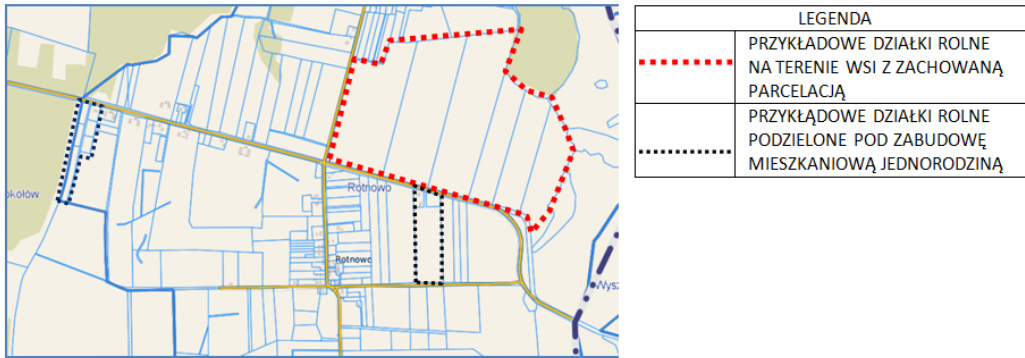 okołów
Rotnowo
Rotnowo
Wysz
LEGENDA
PRZYKŁADOWE DZIAŁKI ROLNE
NA TERENIE WSI Z ZACHOWANĄ
PARCELACJĄ
PRZYKŁĄDOWE DZIAŁKI ROLNE
PODZIELONE POD ZABUDOWĘ
MIESZKANIOWĄ JEDNORODZINĄ